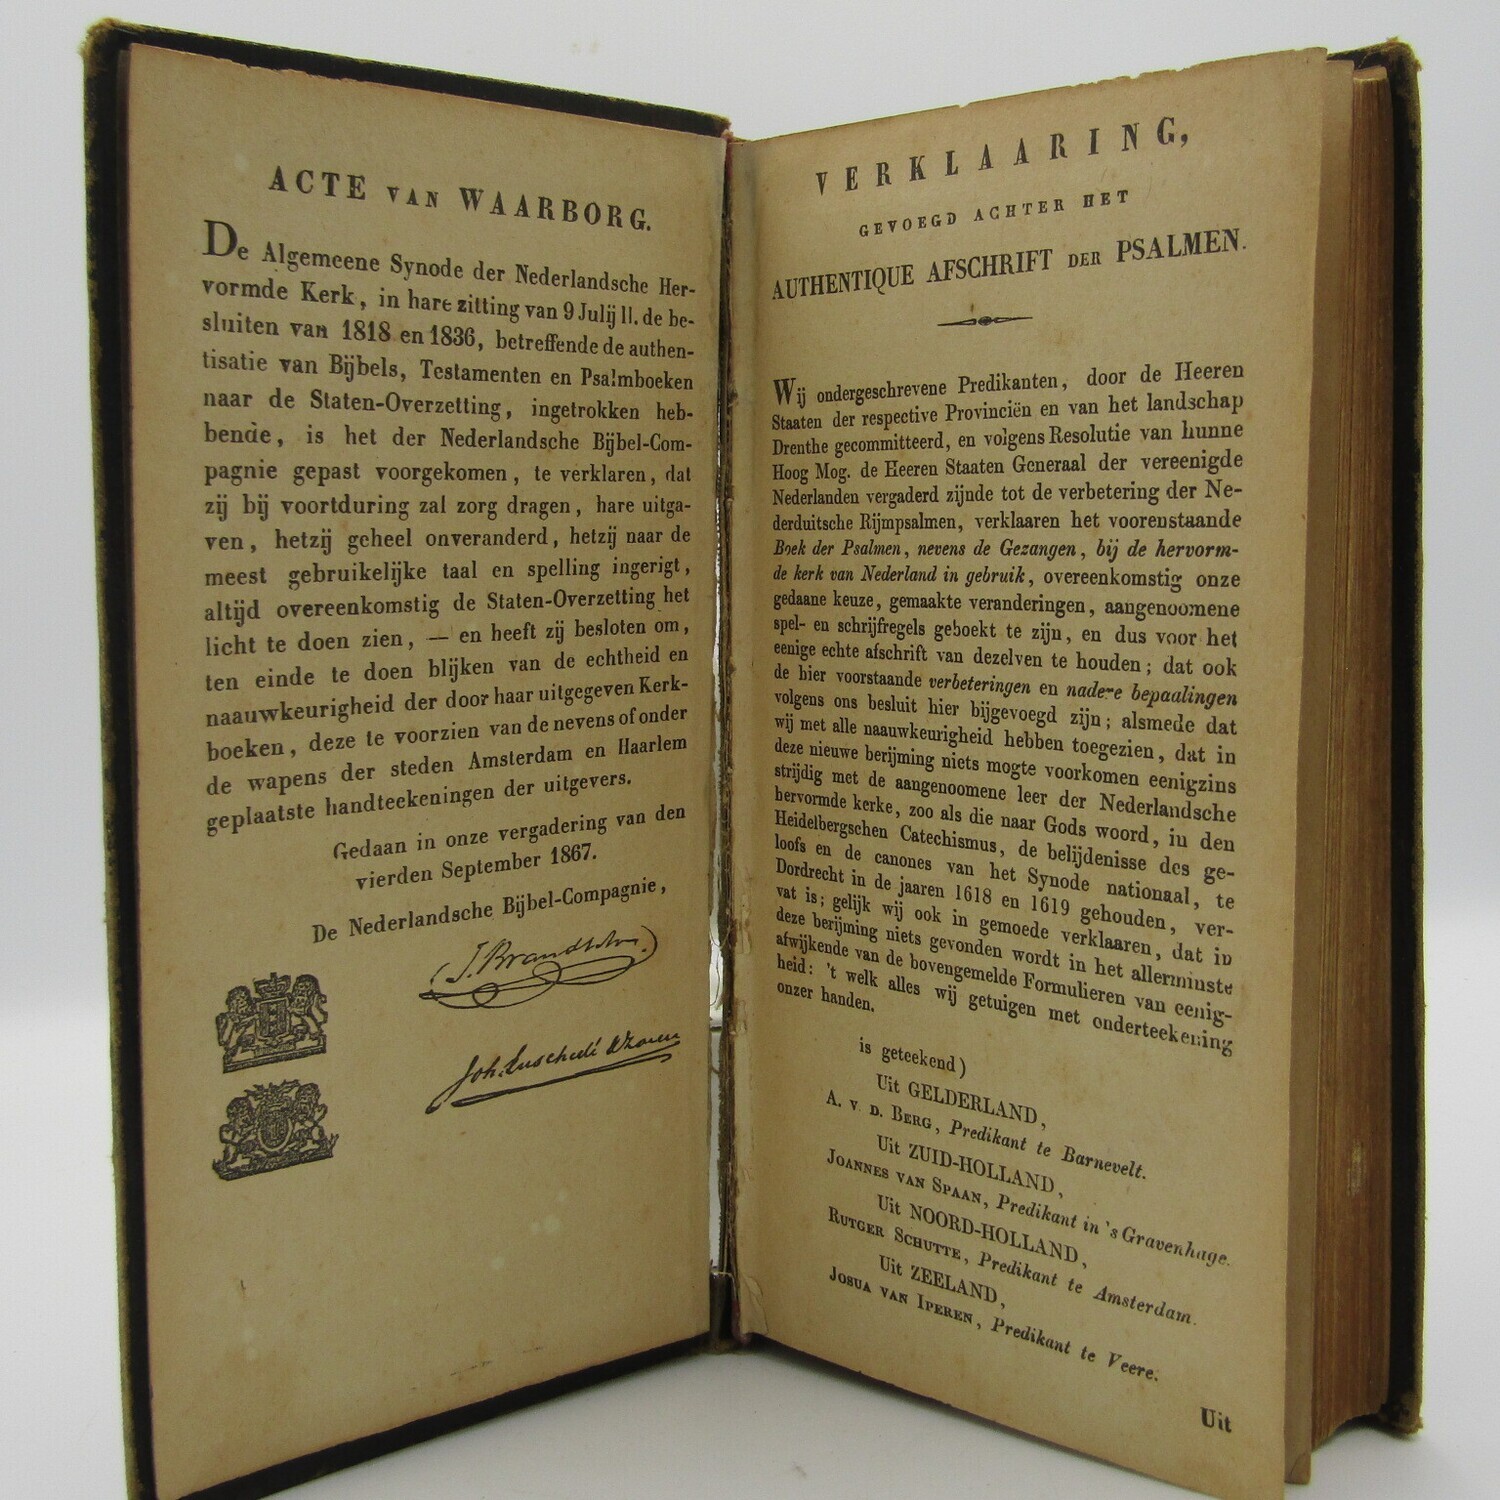 ACTE VAN WAARBORG.
De Algemeene Synode der Nederlandsche Her-
vormde Kerk, in hare zitting van 9 Julij ll. de be-
sluiten van 1818 en 1836, betreffende de authen-
tisatie van Bijbels, Testamenten en Psalmboeken
naar de Staten-Overzetting, ingetrokken heb-
bende, is het der Nederlandsche Bijbel-Com-
pagnie gepast voorgekomen, te verklaren, dat
zij bij voortduring zal zorg dragen, hare uitga-
ven, hetzij geheel onveranderd, hetzij naar de
meest gebruikelijke taal en spelling ingerigt,
altijd overeenkomstig de Staten-Overzetting het
licht te doen zien, — en heeft zij besloten om,
ten einde te doen blijken van de echtheid en
naauwkeurigheid der door haar uitgegeven Kerk-
boeken, deze te voorzien van de nevens of onder
de wapens der steden Amsterdam en Haarlem
geplaatste handteekeningen der uitgevers.
Gedaan in onze vergadering van den
vierden September 1867.
De Nederlandsche Bijbel-Compagnie,
J. Brandt
Joh. Enschedé
VERKLAARING,
GEVOEGD ACHTER HET
AUTHENTIQUE AFSCHRIFT DER PSALMEN.
Wij ondergeschrevene Predikanten, door de Heeren
Staaten der respective Provinciën en van het landschap
Drenthe gecommitteerd, en volgens Resolutie van hunne
Hoog Mog. de Heeren Staaten Generaal der vereenigde
Nederlanden vergaderd zijnde tot de verbetering der Ne-
derduitsche Rijmpsalmen, verklaaren het voorenstaande
Boek der Psalmen, nevens de Gezangen, bij de hervorm-
de kerk van Nederland in gebruik, overeenkomstig onze
gedaane keuze, gemaakte veranderingen, aangenoomene
spel- en schrijfregels geboekt te zijn, en dus voor het
eenige echte afschrift van dezelven te houden; dat ook
de hier voorstaande verbeteringen en nadere bepaalingen
volgens ons besluit hier bijgevoegd zijn; alsmede dat
wij met alle naauwkeurigheid hebben toegezien, dat in
deze nieuwe berijming niets mogte voorkomen eenigzins
strijdig met de aangenoomene leer der Nederlandsche
hervormde kerke, zoo als die naar Gods woord, in den
Heidelbergschen Catechismus, de belijdenisse des ge-
loofs en de canones van het Synode nationaal, te
Dordrecht in de jaaren 1618 en 1619 gehouden, ver-
vat is; gelijk wij ook in gemoede verklaaren, dat in
deze berijming niets gevonden wordt in het allerminste
afwijkende van de bovengemelde Formulieren van eenig-
heid: 't welk alles wij getuigen met onderteekening
onzer handen.
is geteekend)
Uit GELDERLAND,
A. v. D. BERG, Predikant te Barnevelt.
Uit ZUID-HOLLAND,
JOANNES VAN SPAAN, Predikant in 's Gravenhage.
Uit NOORD-HOLLAND,
RUTGER SCHUTTE, Predikant te Amsterdam.
Uit ZEELAND,
JOSUA VAN IPEREN, Predikant te Veere.
Uit